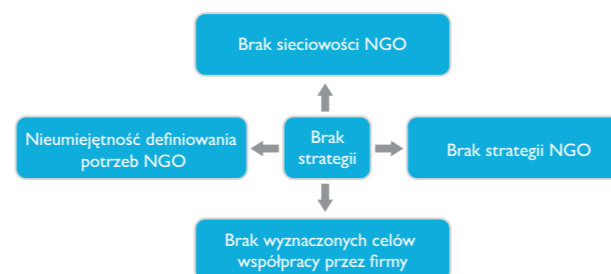 Brak sieciowości NGO
Nieumiejętność definiowania
potrzeb NGO
Brak
strategii
Brak strategii NGO
Brak wyznaczonych celów
współpracy przez firmy